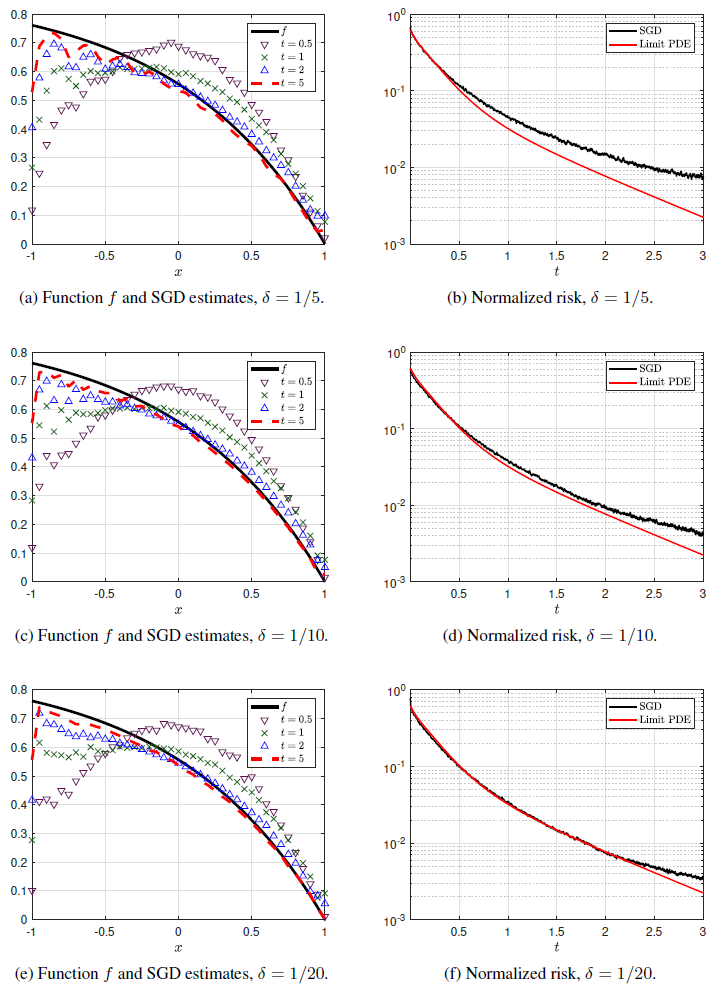 0.8
0.7
0.6
0.5
0.4
0.3
0.2
0.1
0
-1
-0.5
0
0.5
1
x
f
t = 0.5
t = 1
t = 2
t = 5
10^0
10^-1
10^-2
10^-3
0.5
1
1.5
2
2.5
3
t
SGD
Limit PDE
(a) Function f and SGD estimates, δ = 1/5.
(b) Normalized risk, δ = 1/5.
0.8
0.7
0.6
0.5
0.4
0.3
0.2
0.1
0
-1
-0.5
0
0.5
1
x
f
t = 0.5
t = 1
t = 2
t = 5
10^0
10^-1
10^-2
10^-3
0.5
1
1.5
2
2.5
3
t
SGD
Limit PDE
(c) Function f and SGD estimates, δ = 1/10.
(d) Normalized risk, δ = 1/10.
0.8
0.7
0.6
0.5
0.4
0.3
0.2
0.1
0
-1
-0.5
0
0.5
1
x
f
t = 0.5
t = 1
t = 2
t = 5
10^0
10^-1
10^-2
10^-3
0.5
1
1.5
2
2.5
3
t
SGD
Limit PDE
(e) Function f and SGD estimates, δ = 1/20.
(f) Normalized risk, δ = 1/20.